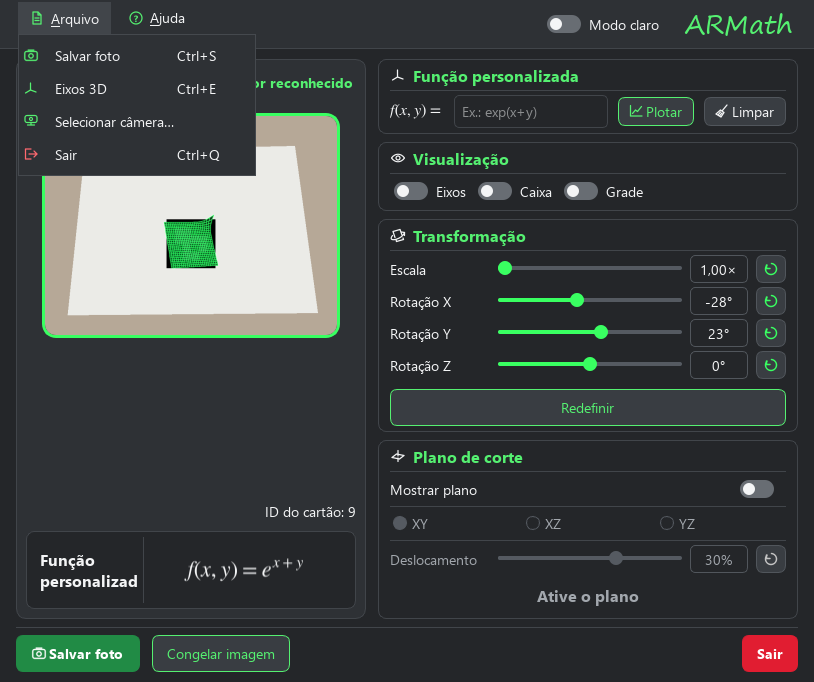 Arquivo Ajuda Modo claro ARMath
Salvar foto Ctrl+S
Eixos 3D Ctrl+E
Selecionar câmera...
Sair Ctrl+Q
or reconhecido
ID do cartão: 9
Função
personalizad
f(x, y) = e^{x+y}
Função personalizada
f(x, y) = Ex.: exp(x+y) Plotar Limpar
Visualização
Eixos Caixa Grade
Transformação
Escala 1,00×
Rotação X -28°
Rotação Y 23°
Rotação Z 0°
Redefinir
Plano de corte
Mostrar plano
XY XZ YZ
Deslocamento 30%
Ative o plano
Salvar foto Congelar imagem Sair